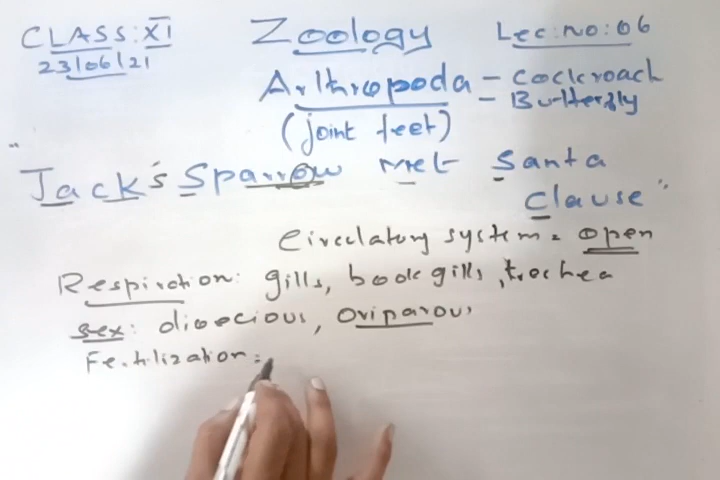 CLASS:XI Zoology Lec:no:06
23/06/21
Arthropoda - cockroach
- Butterfly
(joint feet)
"Jack's Sparrow met Santa
Clause"
Circulatory system = open
Respiration: gills, book gills, trachea
sex: dioecious, oviparous
Fertilization: